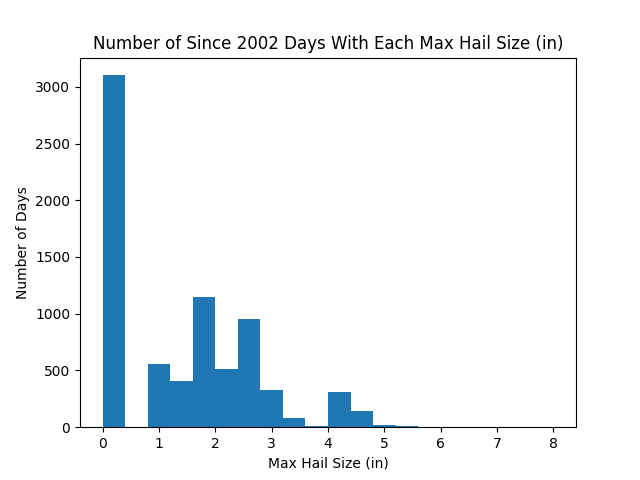 Number of Since 2002 Days With Each Max Hail Size (in)
3000
2500
2000
1500
1000
500
0
Number of Days
0 1 2 3 4 5 6 7 8
Max Hail Size (in)